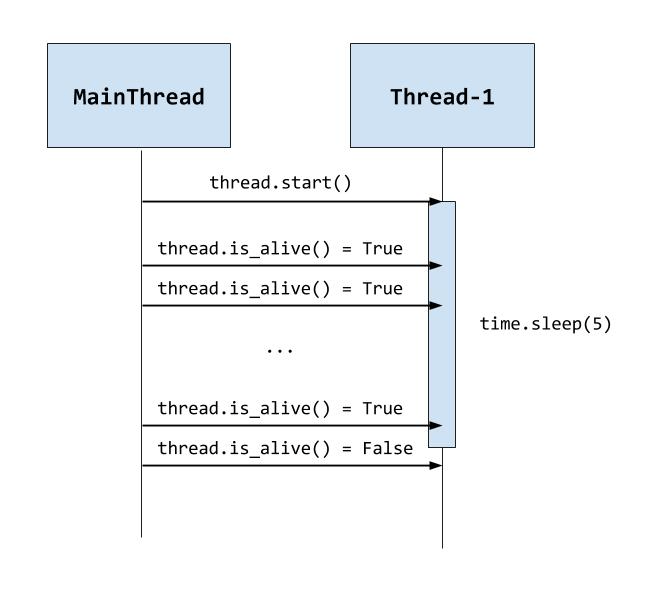 MainThread
Thread-1
thread.start()
thread.is_alive() = True
thread.is_alive() = True
time.sleep(5)
...
thread.is_alive() = True
thread.is_alive() = False